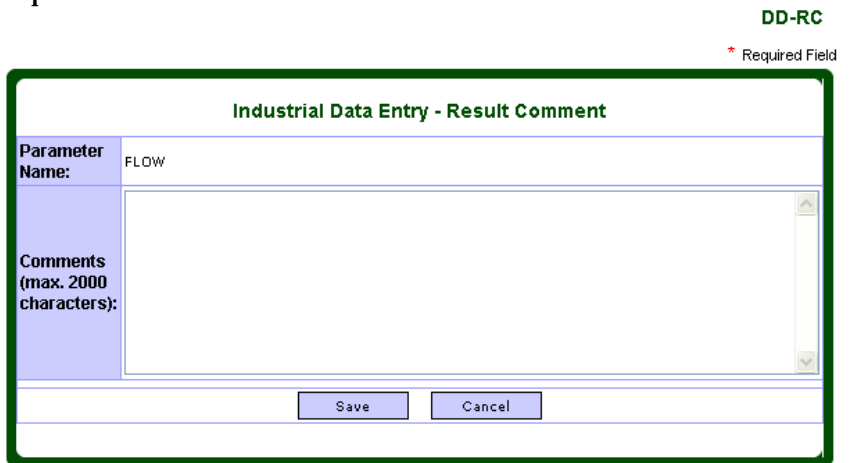 DD-RC
* Required Field
Industrial Data Entry - Result Comment
Parameter
Name:
FLOW
Comments
(max. 2000
characters):
Save Cancel